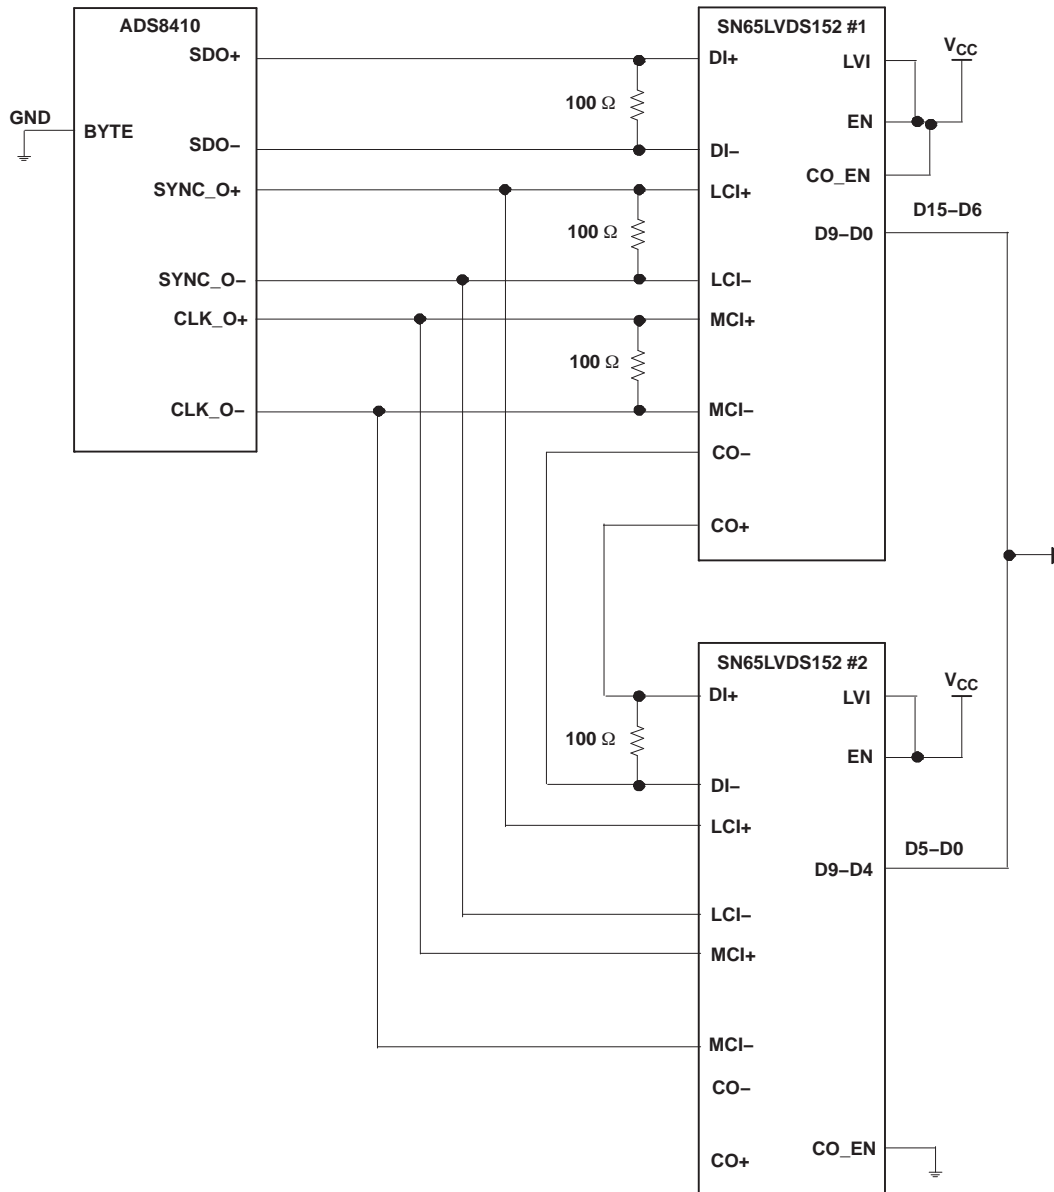 ADS8410
SDO+
GND
BYTE
SDO–
SYNC_O+
SYNC_O–
CLK_O+
CLK_O–
100 Ω
100 Ω
100 Ω
SN65LVDS152 #1
DI+
LVI
VCC
EN
DI–
CO_EN
LCI+
D15–D6
D9–D0
LCI–
MCI+
MCI–
CO–
CO+
SN65LVDS152 #2
DI+
LVI
VCC
100 Ω
EN
DI–
LCI+
D5–D0
D9–D4
LCI–
MCI+
MCI–
CO–
CO_EN
CO+